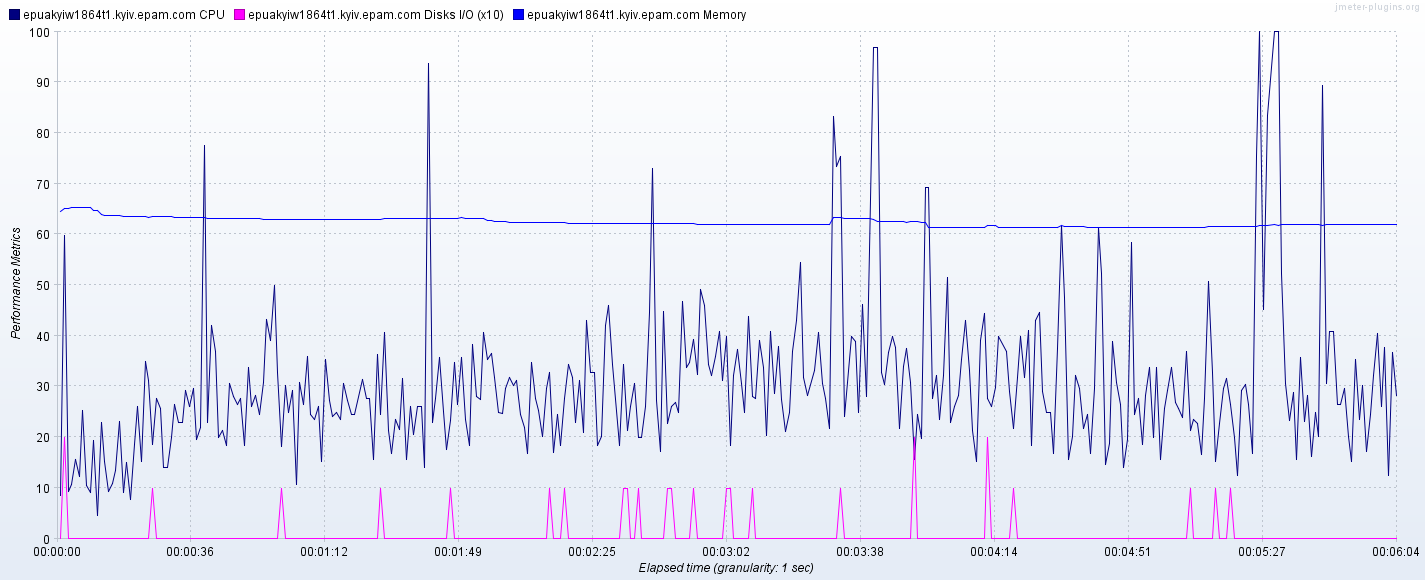 epuakyiw1864t1.kyiv.epam.com CPU epuakyiw1864t1.kyiv.epam.com Disks I/O (x10) epuakyiw1864t1.kyiv.epam.com Memory
jmeter-plugins.org
100
90
80
70
60
50
40
30
20
10
0
Performance Metrics
00:00:00 00:00:36 00:01:12 00:01:49 00:02:25 00:03:02 00:03:38 00:04:14 00:04:51 00:05:27 00:06:04
Elapsed time (granularity: 1 sec)